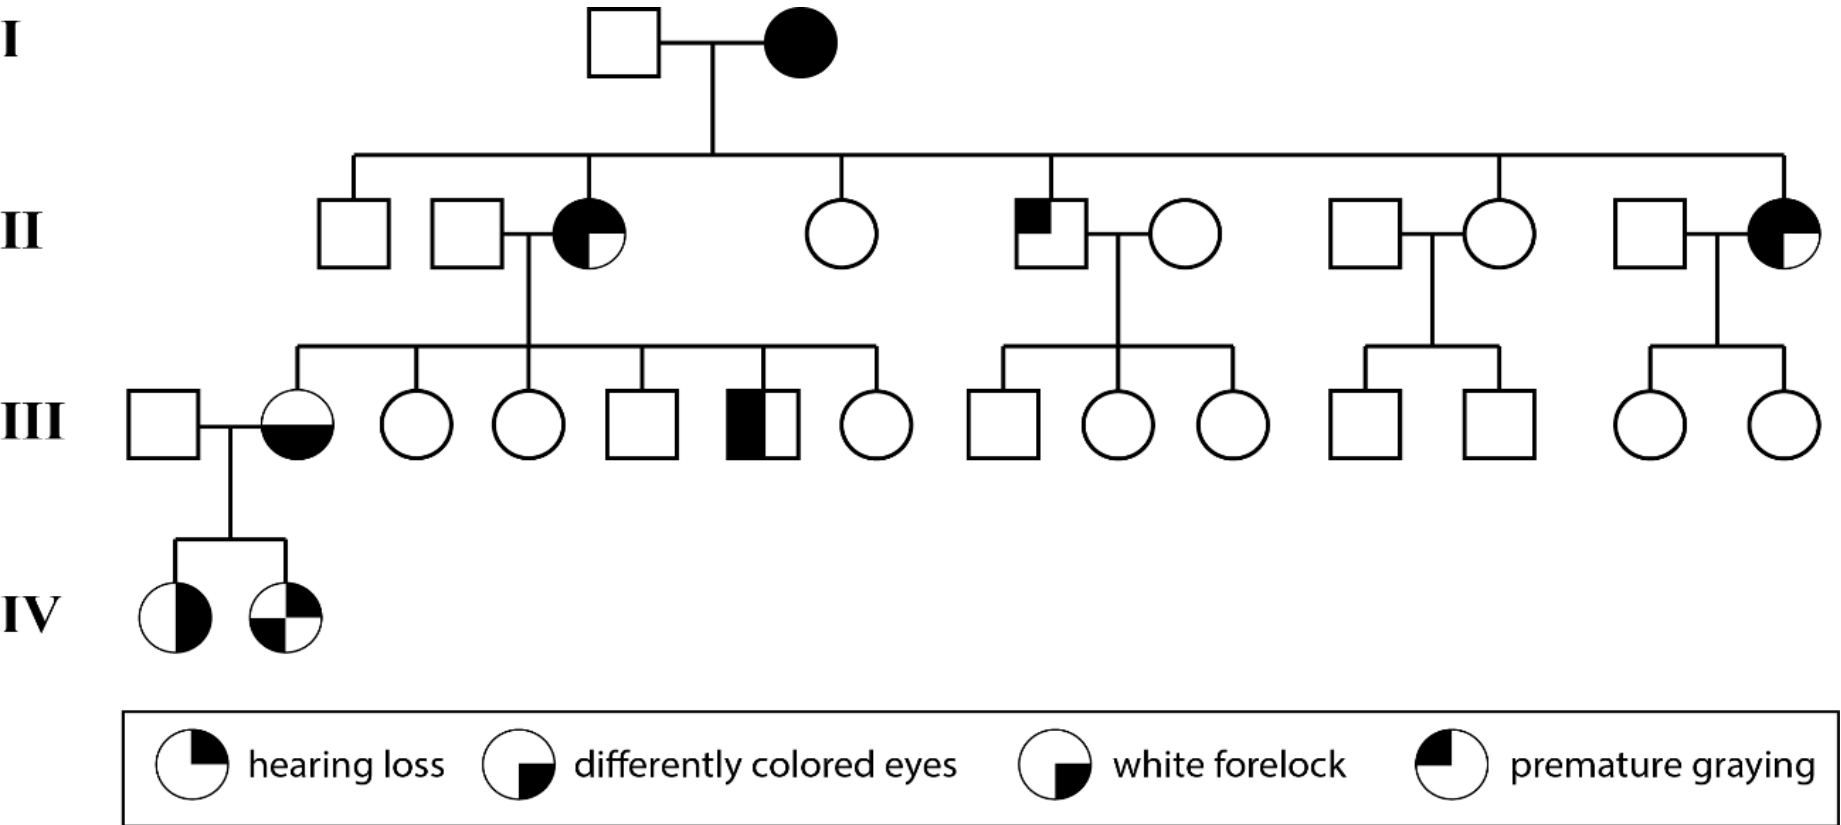 I
II
III
IV
hearing loss differently colored eyes white forelock premature graying